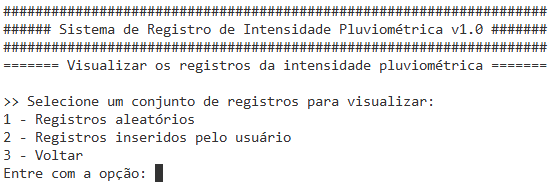 ####################################################################
###### Sistema de Registro de Intensidade Pluviométrica v1.0 #######
####################################################################
======= Visualizar os registros da intensidade pluviométrica =======
>> Selecione um conjunto de registros para visualizar:
1 - Registros aleatórios
2 - Registros inseridos pelo usuário
3 - Voltar
Entre com a opção: